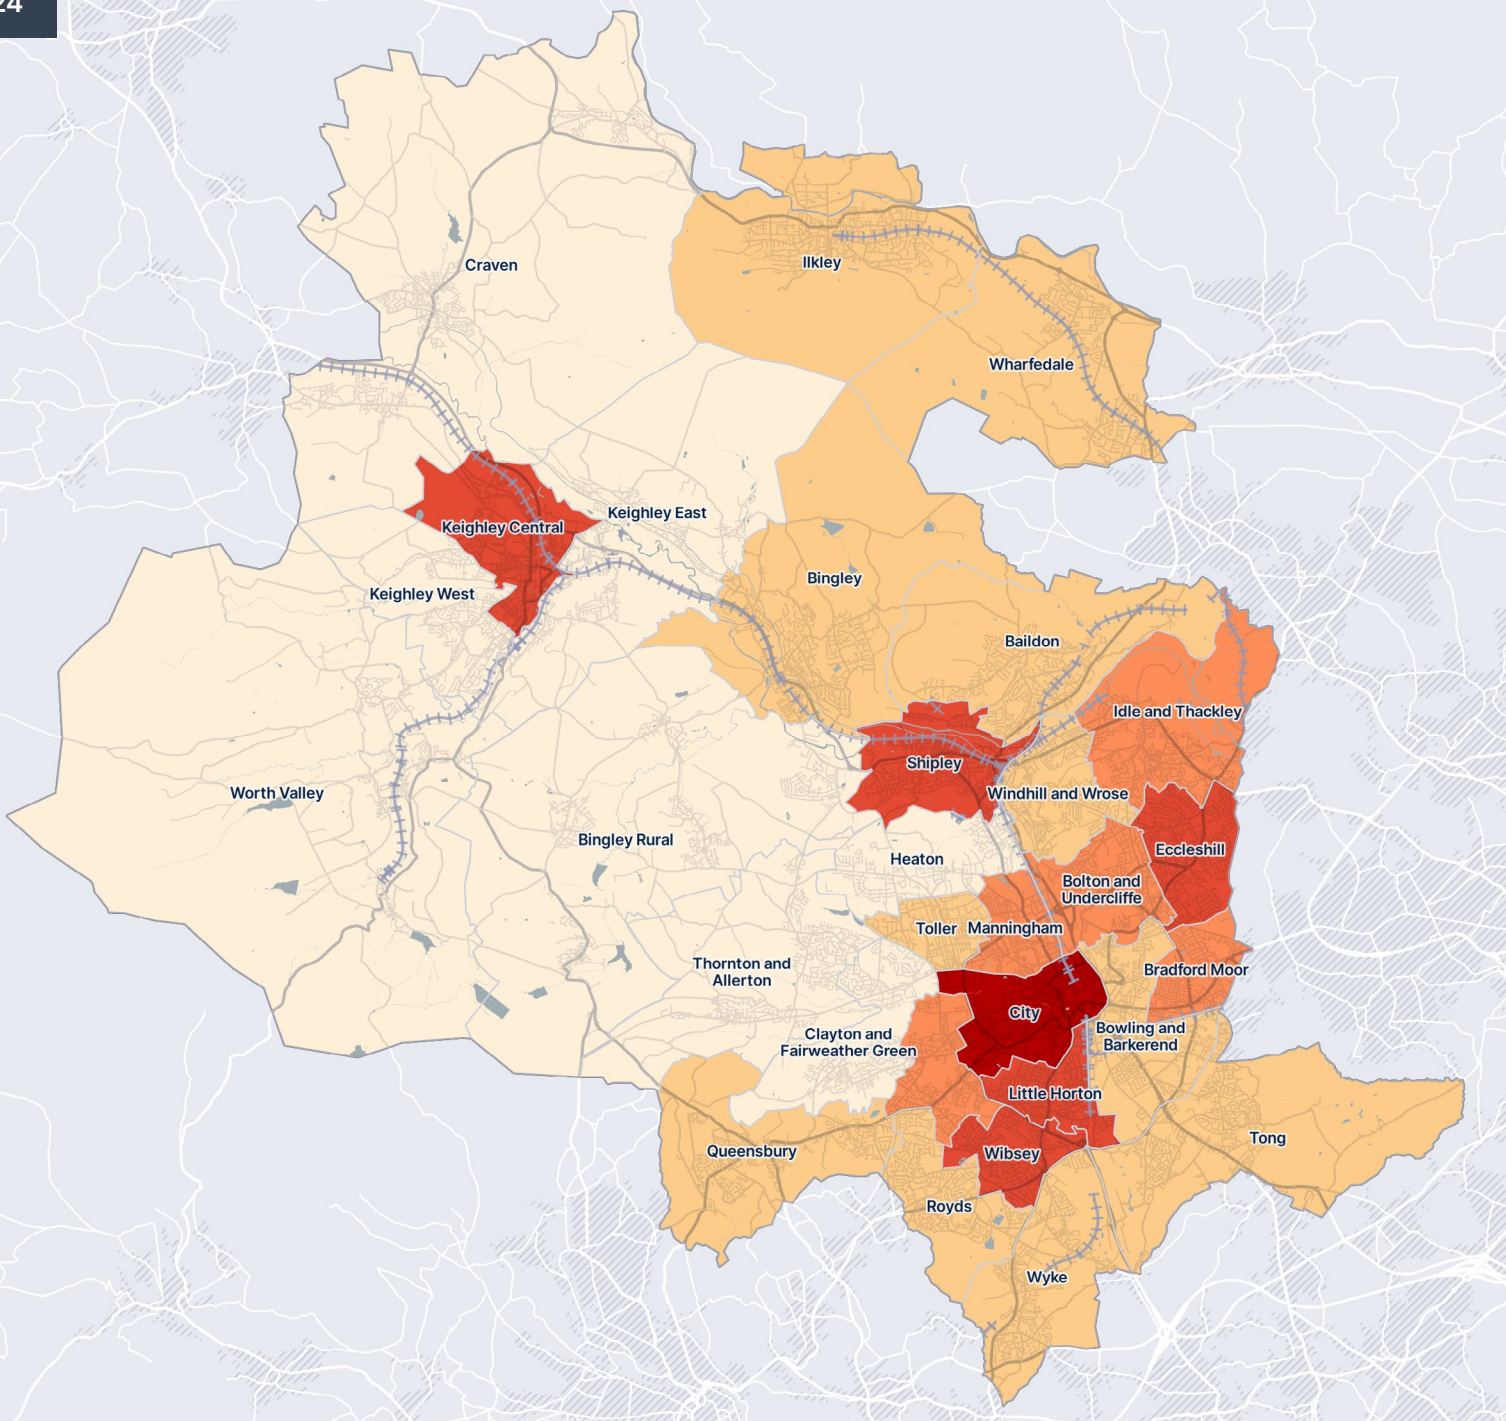 24
Craven
Ilkley
Wharfedale
Keighley Central
Keighley East
Bingley
Keighley West
Baildon
Idle and Thackley
Shipley
Worth Valley
Windhill and Wrose
Bingley Rural
Eccleshill
Heaton
Bolton and
Undercliffe
Toller
Manningham
Thornton and
Allerton
Bradford Moor
City
Clayton and
Fairweather Green
Bowling and
Barkerend
Little Horton
Queensbury
Wibsey
Tong
Royds
Wyke